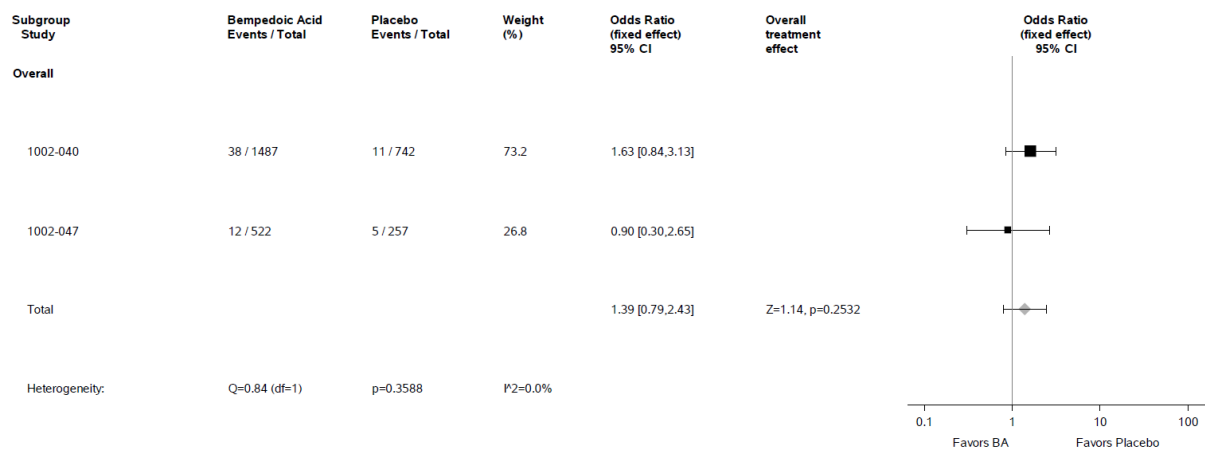 Subgroup Study
Bempedoic Acid Events / Total
Placebo Events / Total
Weight (%)
Odds Ratio (fixed effect) 95% CI
Overall treatment effect
Odds Ratio (fixed effect) 95% CI
Overall
1002-040 38 / 1487 11 / 742 73.2 1.63 [0.84,3.13]
1002-047 12 / 522 5 / 257 26.8 0.90 [0.30,2.65]
Total 1.39 [0.79,2.43] Z=1.14, p=0.2532
Heterogeneity: Q=0.84 (df=1) p=0.3588 I^2=0.0%
0.1 1 10 100
Favors BA Favors Placebo